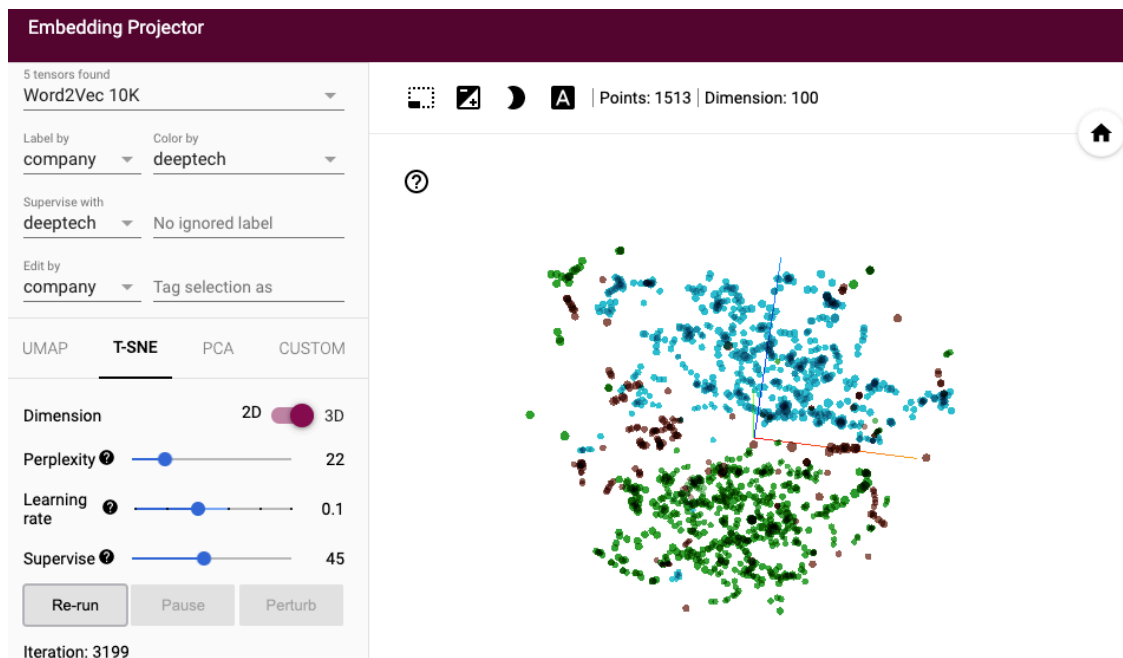 Embedding Projector
5 tensors found
Word2Vec 10K
Label by
Color by
company
deeptech
Supervise with
deeptech
No ignored label
Edit by
company
Tag selection as
UMAP
T-SNE
PCA
CUSTOM
Dimension 2D 3D
Perplexity ? 22
Learning
rate ? 0.1
Supervise ? 45
Re-run
Pause
Perturb
Iteration: 3199
A | Points: 1513 | Dimension: 100
?